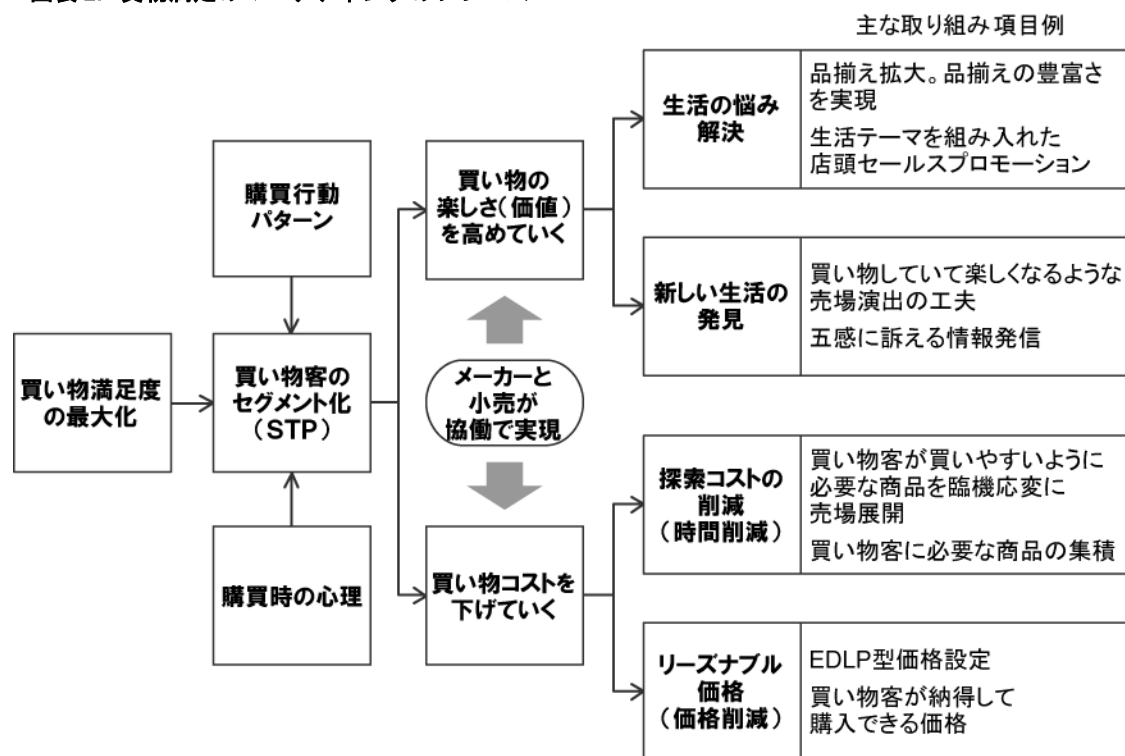 主な取り組み項目例
生活の悩み
解決
品揃え拡大。品揃えの豊富さ
を実現
生活テーマを組み入れた
店頭セールスプロモーション
購買行動
パターン
買い物の
楽しさ(価値)
を高めていく
新しい生活の
発見
買い物していて楽しくなるような
売場演出の工夫
五感に訴える情報発信
買い物満足度
の最大化
買い物客の
セグメント化
(STP)
メーカーと
小売が
協働で実現
探索コストの
削減
(時間削減)
買い物客が買いやすいように
必要な商品を臨機応変に
売場展開
買い物客に必要な商品の集積
購買時の心理
買い物コストを
下げていく
リーズナブル
価格
(価格削減)
EDLP型価格設定
買い物客が納得して
購入できる価格